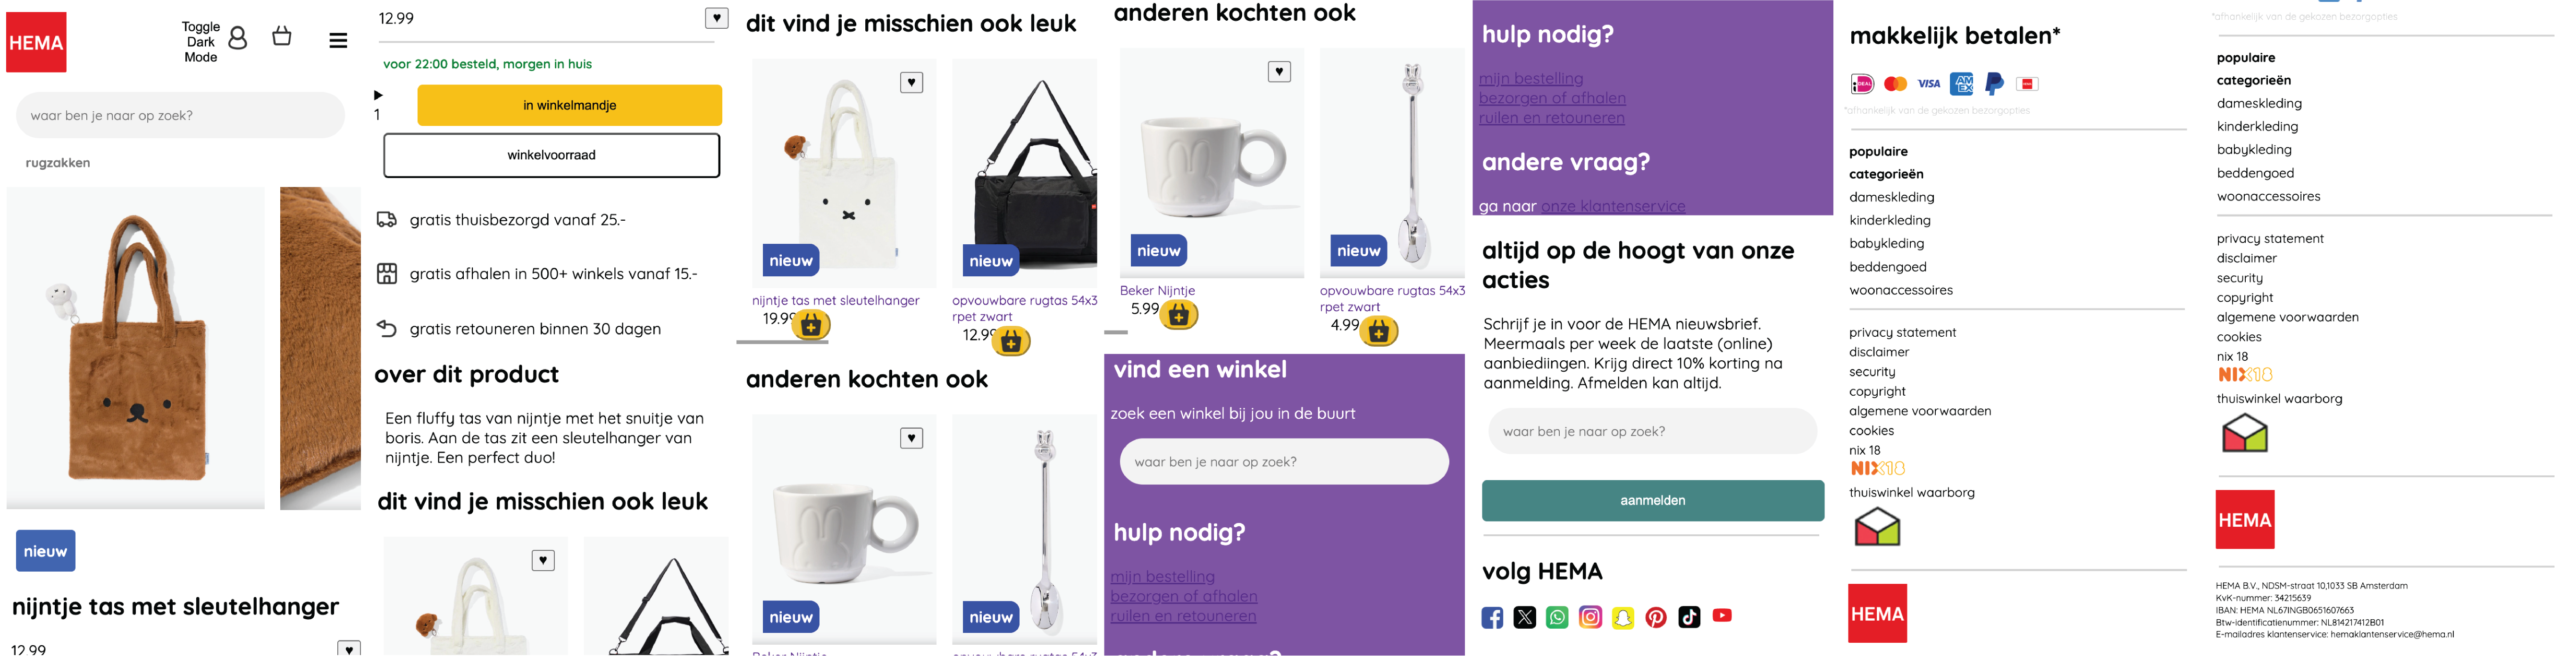 HEMA
Toggle
Dark
Mode
waar ben je naar op zoek?
rugzakken
nieuw
nijntje tas met sleutelhanger
12.99
12.99
voor 22:00 besteld, morgen in huis
1
in winkelmandje
winkelvoorraad
gratis thuisbezorgd vanaf 25.-
gratis afhalen in 500+ winkels vanaf 15.-
gratis retouneren binnen 30 dagen
over dit product
Een fluffy tas van nijntje met het snuitje van
boris. Aan de tas zit een sleutelhanger van
nijntje. Een perfect duo!
dit vind je misschien ook leuk
dit vind je misschien ook leuk
nieuw
nieuw
nijntje tas met sleutelhanger
19.99
opvouwbare rugtas 54x3
rpet zwart
12.99
anderen kochten ook
nieuw
nieuw
Beker Nijntje
opvouwbare rugtas 54x3
anderen kochten ook
nieuw
nieuw
Beker Nijntje
5.99
opvouwbare rugtas 54x3
rpet zwart
4.99
vind een winkel
zoek een winkel bij jou in de buurt
waar ben je naar op zoek?
hulp nodig?
mijn bestelling
bezorgen of afhalen
ruilen en retouneren
andere vraag?
hulp nodig?
mijn bestelling
bezorgen of afhalen
ruilen en retouneren
andere vraag?
ga naar onze klantenservice
altijd op de hoogt van onze
acties
Schrijf je in voor de HEMA nieuwsbrief.
Meermaals per week de laatste (online)
aanbiediingen. Krijg direct 10% korting na
aanmelding. Afmelden kan altijd.
waar ben je naar op zoek?
aanmelden
volg HEMA
makkelijk betalen*
iDEAL
VISA
AM
EX
*afhankelijk van de gekozen bezorgopties
populaire
categorieën
dameskleding
kinderkleding
babykleding
beddengoed
woonaccessoires
privacy statement
disclaimer
security
copyright
algemene voorwaarden
cookies
nix 18
NIX18
thuiswinkel waarborg
HEMA
*afhankelijk van de gekozen bezorgopties
populaire
categorieën
dameskleding
kinderkleding
babykleding
beddengoed
woonaccessoires
privacy statement
disclaimer
security
copyright
algemene voorwaarden
cookies
nix 18
NIX18
thuiswinkel waarborg
HEMA
HEMA B.V., NDSM-straat 10,1033 SB Amsterdam
KvK-nummer: 34215639
IBAN: HEMA NL67INGB0651607663
Btw-identificatienummer: NL814217412B01
E-mailadres klantenservice: hemaklantenservice@hema.nl